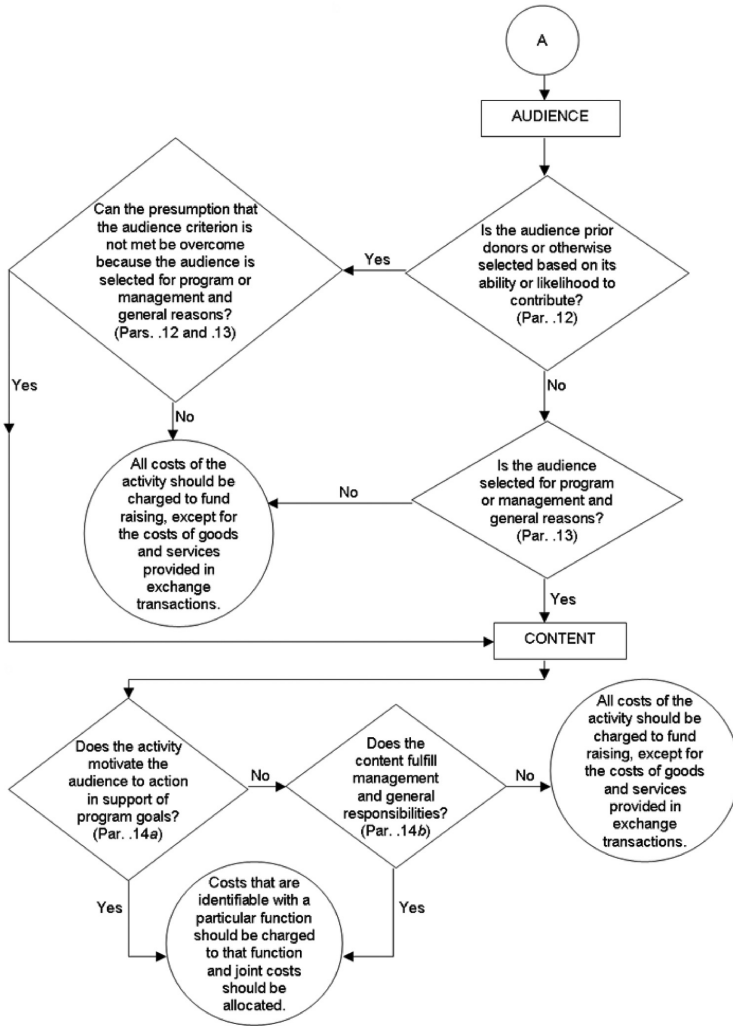 A
AUDIENCE
Is the audience prior
donors or otherwise
selected based on its
ability or likelihood to
contribute?
(Par. .12)
Yes
Can the presumption that
the audience criterion is
not met be overcome
because the audience is
selected for program or
management and
general reasons?
(Pars. .12 and .13)
Yes
No
No
All costs of the
activity should be
charged to fund
raising, except for
the costs of goods
and services
provided in
exchange
transactions.
No
Is the audience
selected for program
or management and
general reasons?
(Par. .13)
Yes
CONTENT
Does the activity
motivate the
audience to action
in support of
program goals?
(Par. .14a)
No
Does the
content fulfill
management
and general
responsibilities?
(Par. .14b)
No
All costs of the
activity should be
charged to fund
raising, except for
the costs of goods
and services
provided in
exchange
transactions.
Yes
Costs that are
identifiable with a
particular function
should be charged
to that function
and joint costs
should be
allocated.
Yes